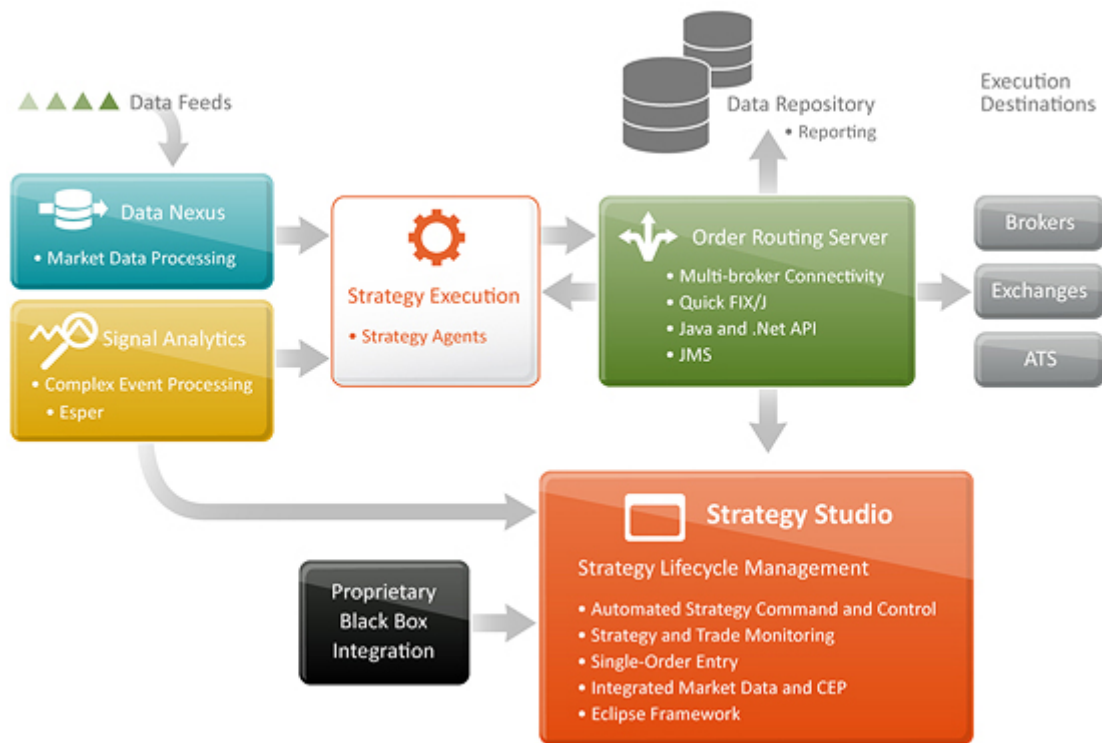 Data Feeds
Data Repository
• Reporting
Execution
Destinations
Data Nexus
• Market Data Processing
Signal Analytics
• Complex Event Processing
• Esper
Strategy Execution
• Strategy Agents
Order Routing Server
• Multi-broker Connectivity
• Quick FIX/J
• Java and .Net API
• JMS
Brokers
Exchanges
ATS
Proprietary
Black Box
Integration
Strategy Studio
Strategy Lifecycle Management
• Automated Strategy Command and Control
• Strategy and Trade Monitoring
• Single-Order Entry
• Integrated Market Data and CEP
• Eclipse Framework